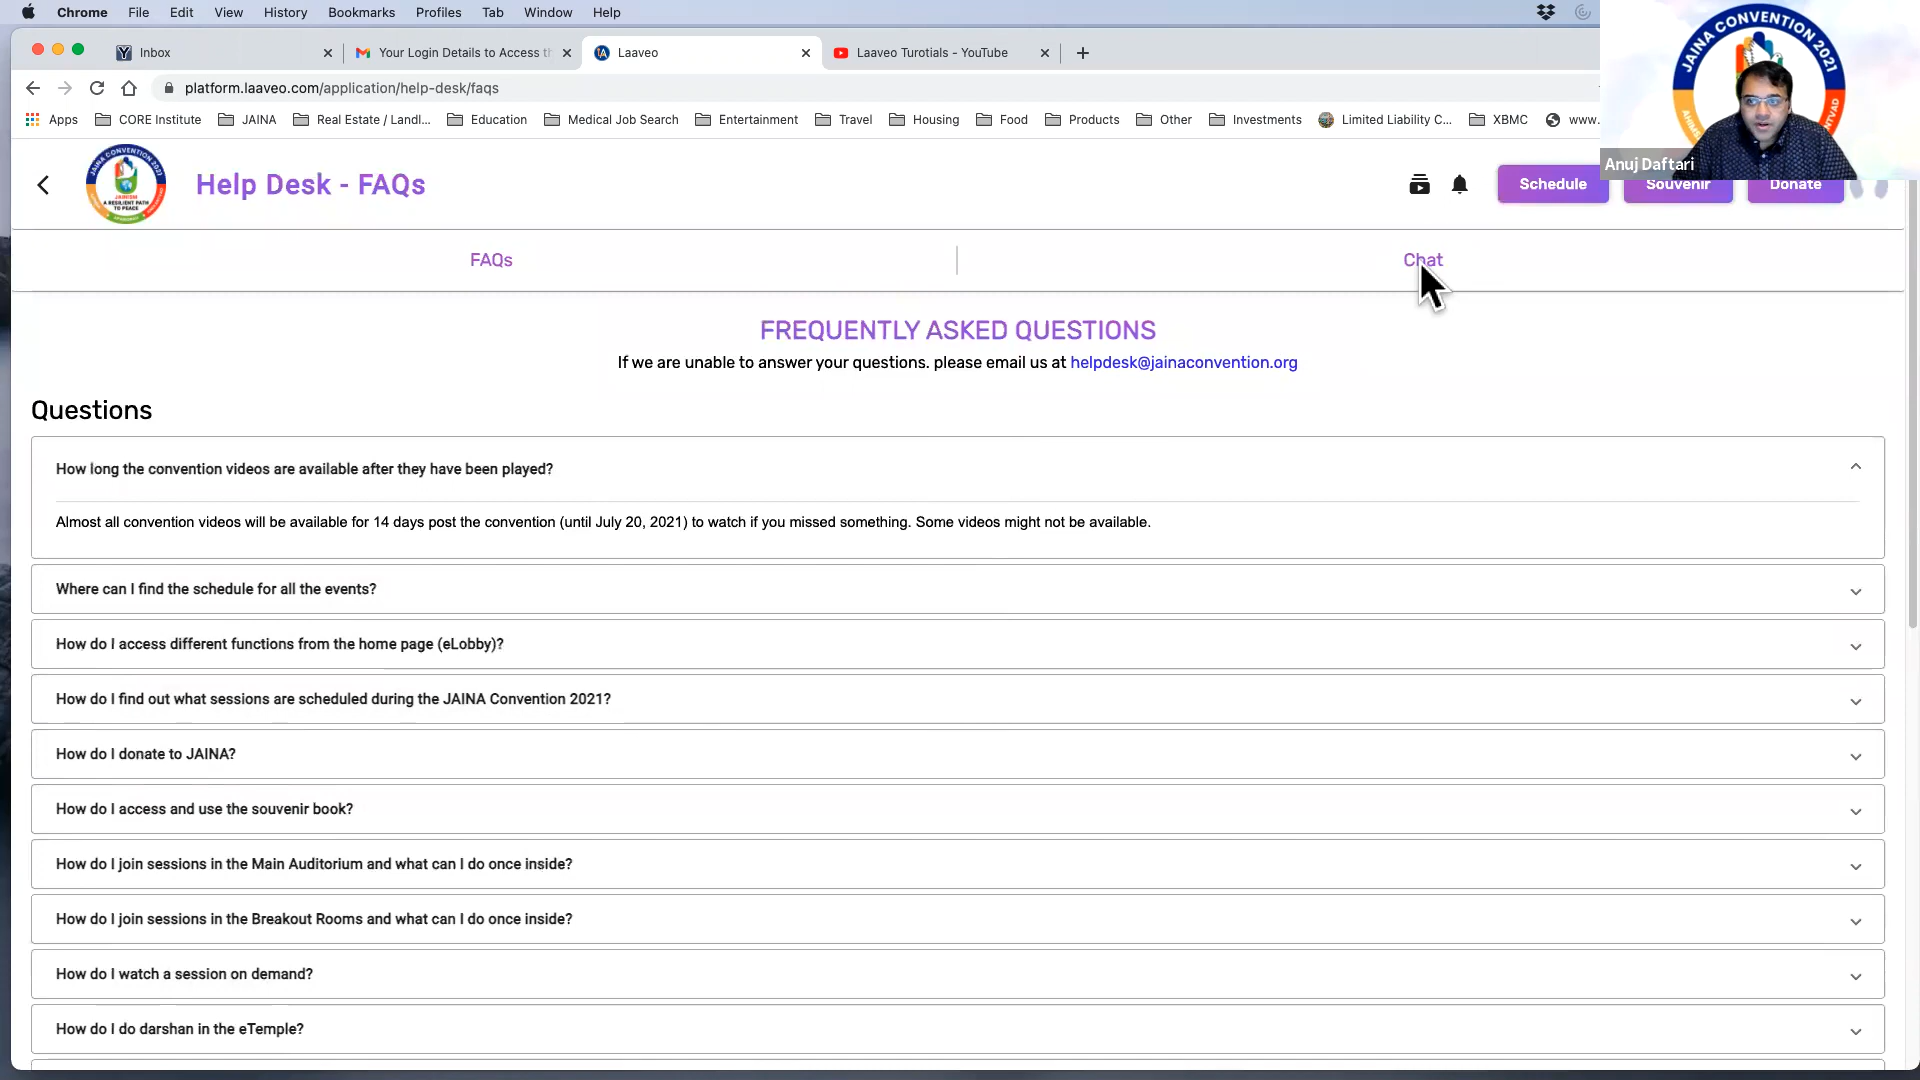 Chrome File Edit View History Bookmarks Profiles Tab Window Help
Inbox Your Login Details to Access Laaveo Laaveo Turotials - YouTube
platform.laaveo.com/application/help-desk/faqs
Apps CORE Institute JAINA Real Estate / Landl... Education Medical Job Search Entertainment Travel Housing Food Products Other Investments Limited Liability C... XBMC www.
JAINA CONVENTION 2021
Anuj Daftari
JAINA CONVENTION 2021
JAINISM
A RESILIENT PATH
TO PEACE
Help Desk - FAQs
Schedule Souvenir Donate
FAQs Chat
FREQUENTLY ASKED QUESTIONS
If we are unable to answer your questions. please email us at helpdesk@jainaconvention.org
Questions
How long the convention videos are available after they have been played?
Almost all convention videos will be available for 14 days post the convention (until July 20, 2021) to watch if you missed something. Some videos might not be available.
Where can I find the schedule for all the events?
How do I access different functions from the home page (eLobby)?
How do I find out what sessions are scheduled during the JAINA Convention 2021?
How do I donate to JAINA?
How do I access and use the souvenir book?
How do I join sessions in the Main Auditorium and what can I do once inside?
How do I join sessions in the Breakout Rooms and what can I do once inside?
How do I watch a session on demand?
How do I do darshan in the eTemple?